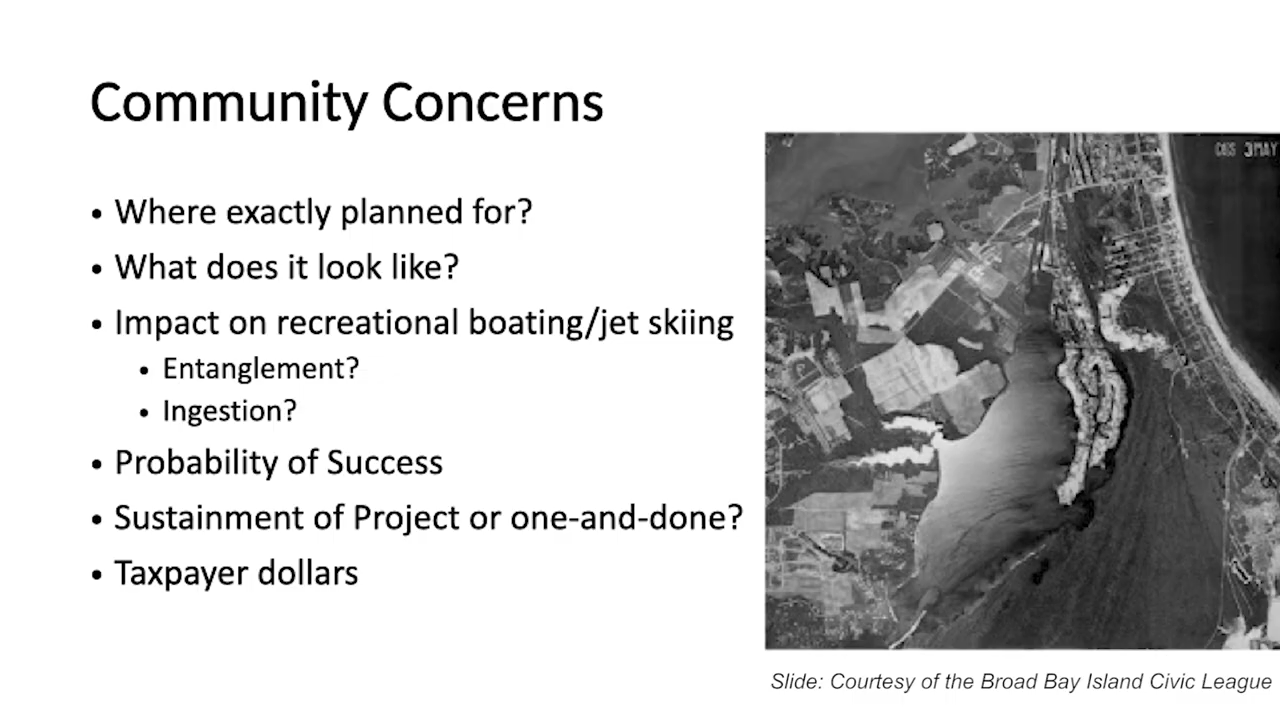 Community Concerns
• Where exactly planned for?
• What does it look like?
• Impact on recreational boating/jet skiing
• Entanglement?
• Ingestion?
• Probability of Success
• Sustainment of Project or one-and-done?
• Taxpayer dollars
3 MAY
Slide: Courtesy of the Broad Bay Island Civic League